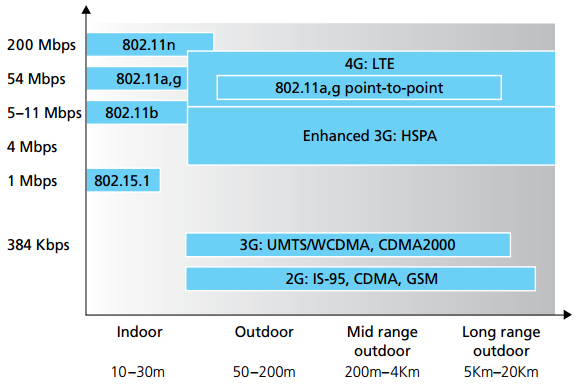 200 Mbps
802.11n
4G: LTE
54 Mbps
802.11a,g
802.11a,g point-to-point
5–11 Mbps
802.11b
Enhanced 3G: HSPA
4 Mbps
1 Mbps
802.15.1
384 Kbps
3G: UMTS/WCDMA, CDMA2000
2G: IS-95, CDMA, GSM
Indoor
Outdoor
Mid range
outdoor
Long range
outdoor
10–30m
50–200m
200m–4Km
5Km–20Km